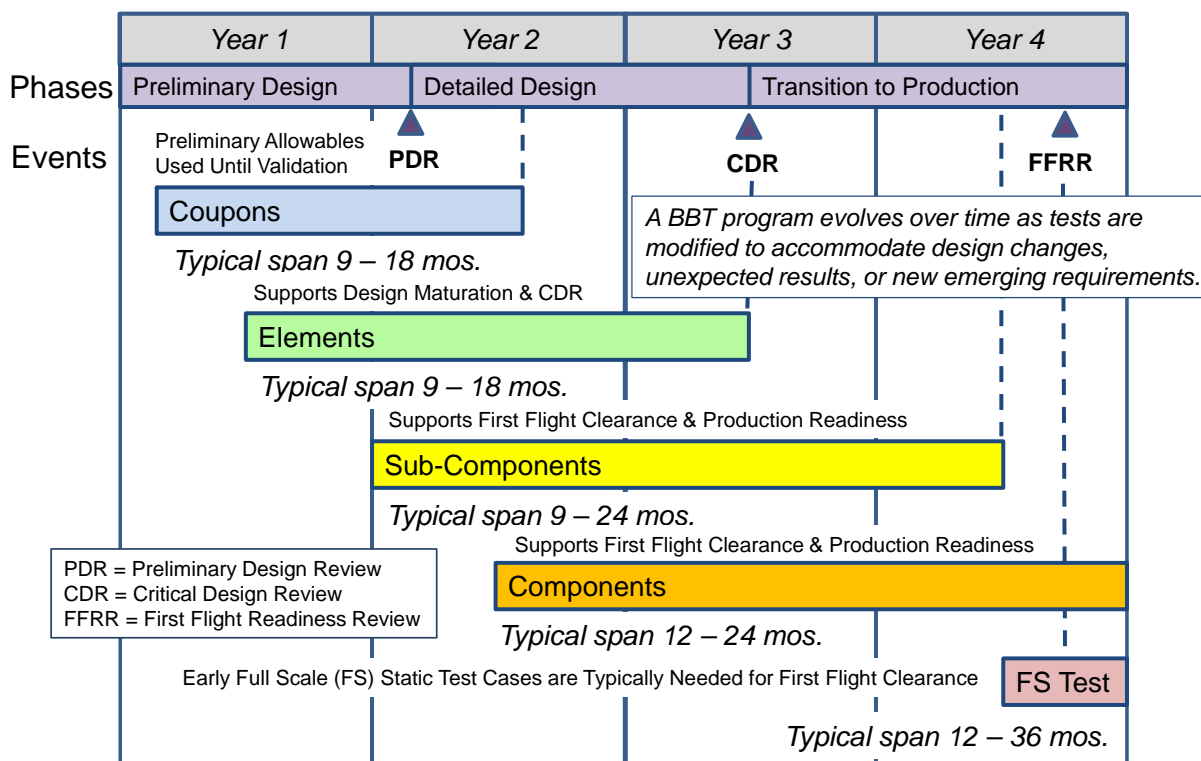 Year 1
Year 2
Year 3
Year 4
Phases
Preliminary Design
Detailed Design
Transition to Production
Events
Preliminary Allowables
Used Until Validation
PDR
CDR
FFRR
Coupons
Typical span 9 – 18 mos.
A BBT program evolves over time as tests are
modified to accommodate design changes,
unexpected results, or new emerging requirements.
Supports Design Maturation & CDR
Elements
Typical span 9 – 18 mos.
Supports First Flight Clearance & Production Readiness
Sub-Components
Typical span 9 – 24 mos.
Supports First Flight Clearance & Production Readiness
Components
Typical span 12 – 24 mos.
PDR = Preliminary Design Review
CDR = Critical Design Review
FFRR = First Flight Readiness Review
Early Full Scale (FS) Static Test Cases are Typically Needed for First Flight Clearance
FS Test
Typical span 12 – 36 mos.